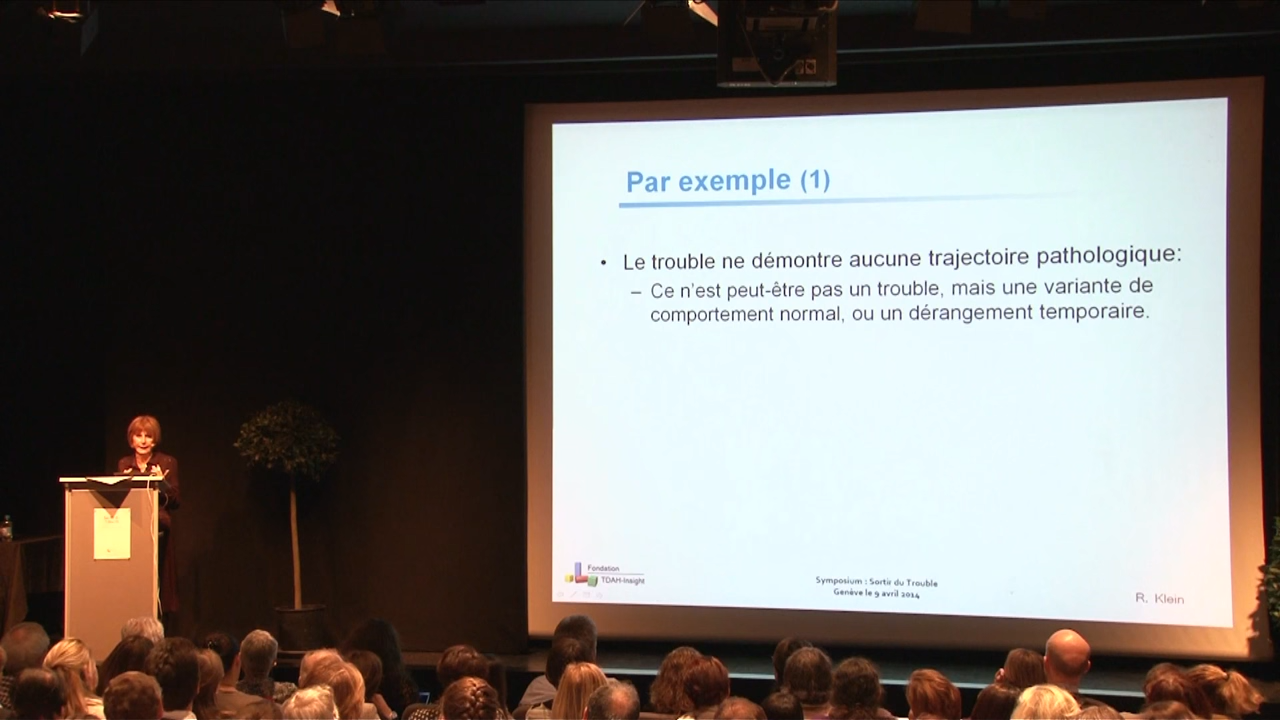 Par exemple (1)
• Le trouble ne démontre aucune trajectoire pathologique:
– Ce n'est peut-être pas un trouble, mais une variante de
comportement normal, ou un dérangement temporaire.
Fondation
TDAH-Insight
Symposium : Sortir du Trouble
Genève le 9 avril 2014
R. Klein